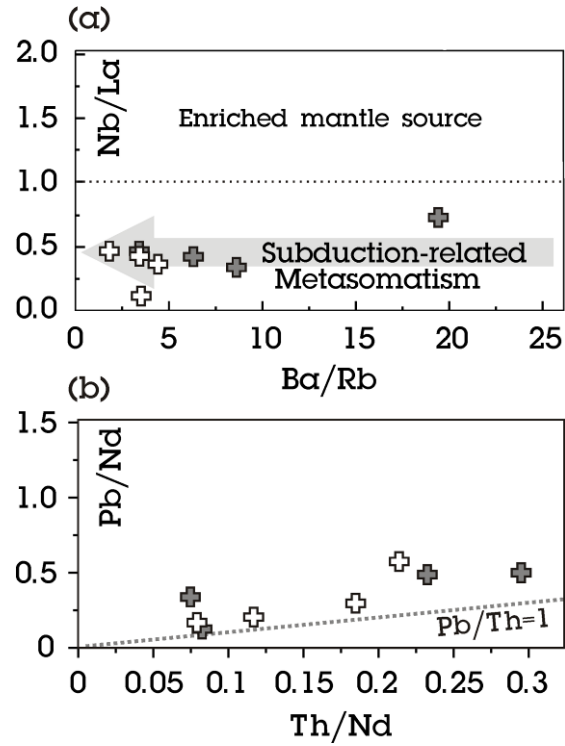 (a)
Nb/La
2.0
1.5
1.0
0.5
0.0
Enriched mantle source
Subduction-related
Metasomatism
0 5 10 15 20 25
Ba/Rb
(b)
Pb/Nd
1.5
1.0
0.5
0
Pb/Th=1
0 0.05 0.1 0.15 0.2 0.25 0.3
Th/Nd